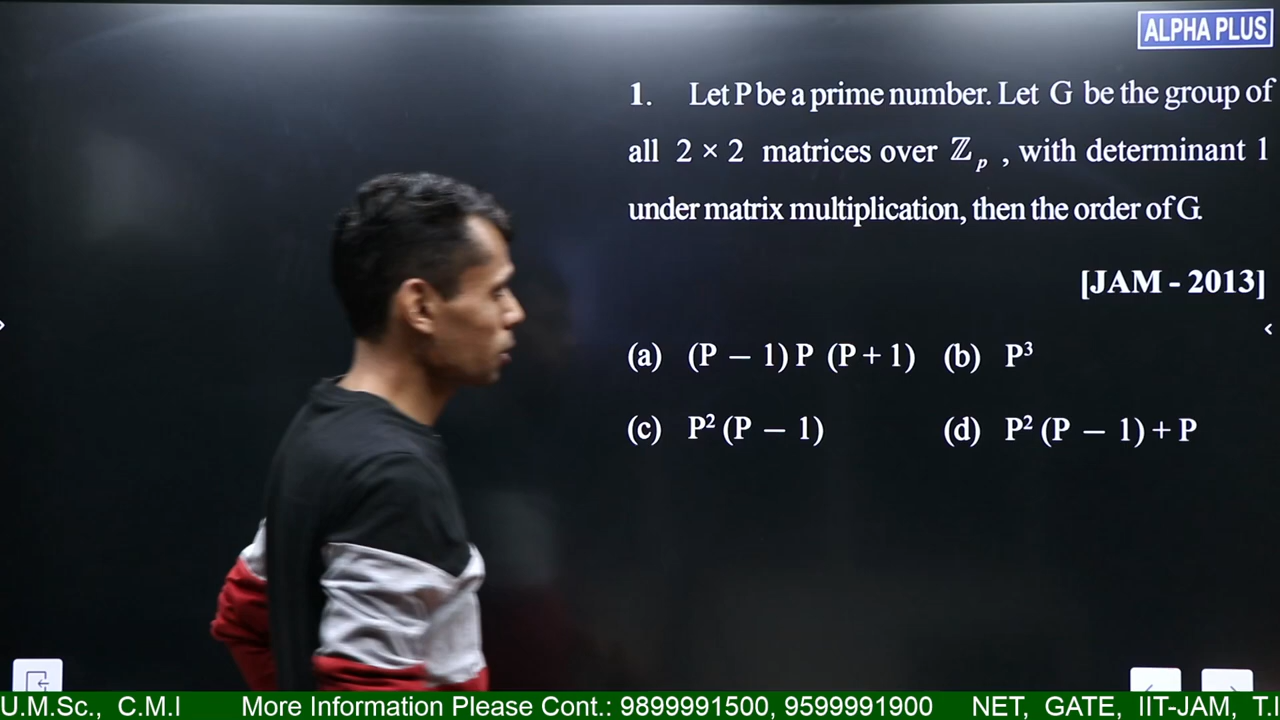 ALPHA PLUS
1. Let P be a prime number. Let G be the group of
all 2 × 2 matrices over ℤₚ , with determinant 1
under matrix multiplication, then the order of G.
[JAM - 2013]
(a) (P – 1) P (P + 1) (b) P³
(c) P² (P – 1) (d) P² (P – 1) + P
U.M.Sc., C.M.I More Information Please Cont.: 9899991500, 9599991900 NET, GATE, IIT-JAM, T.I